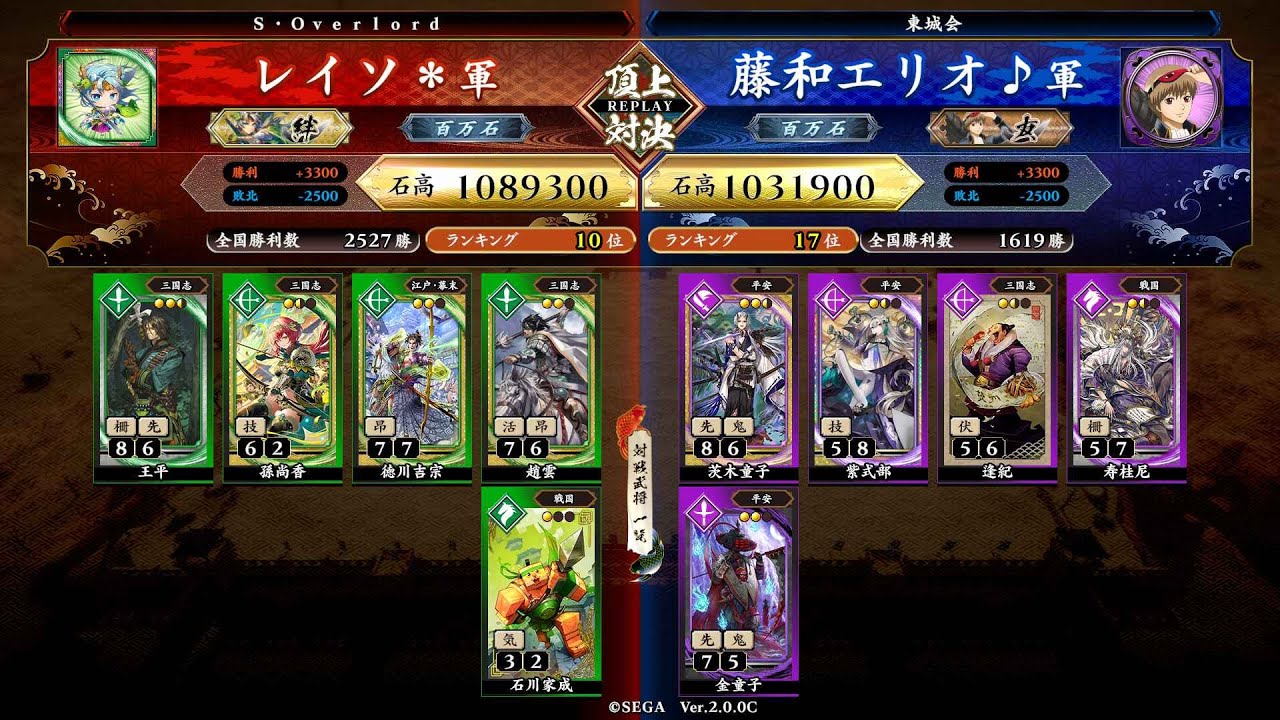 S・Overlord
東城会
レイソ＊軍
頂上
REPLAY
対決
藤和エリオ♪軍
絆
百万石
百万石
玄
勝利 +3300
敗北 -2500
石高 1089300
石高 1031900
勝利 +3300
敗北 -2500
全国勝利数 2527勝
ランキング 10位
ランキング 17位
全国勝利数 1619勝
三国志
三国志
江戸・幕末
三国志
平安
平安
三国志
戦国
柵 先
技
昂
活 昂
先 鬼
技
伏
柵
8 6
6 2
7 7
7 6
8 6
5 8
5 6
5 7
王平
孫尚香
徳川吉宗
趙雲
茨木童子
紫式部
逢紀
寿桂尼
対戦武将一覧
戦国
平安
気
先 鬼
3 2
7 5
石川家成
金童子
©SEGA Ver.2.0.0C